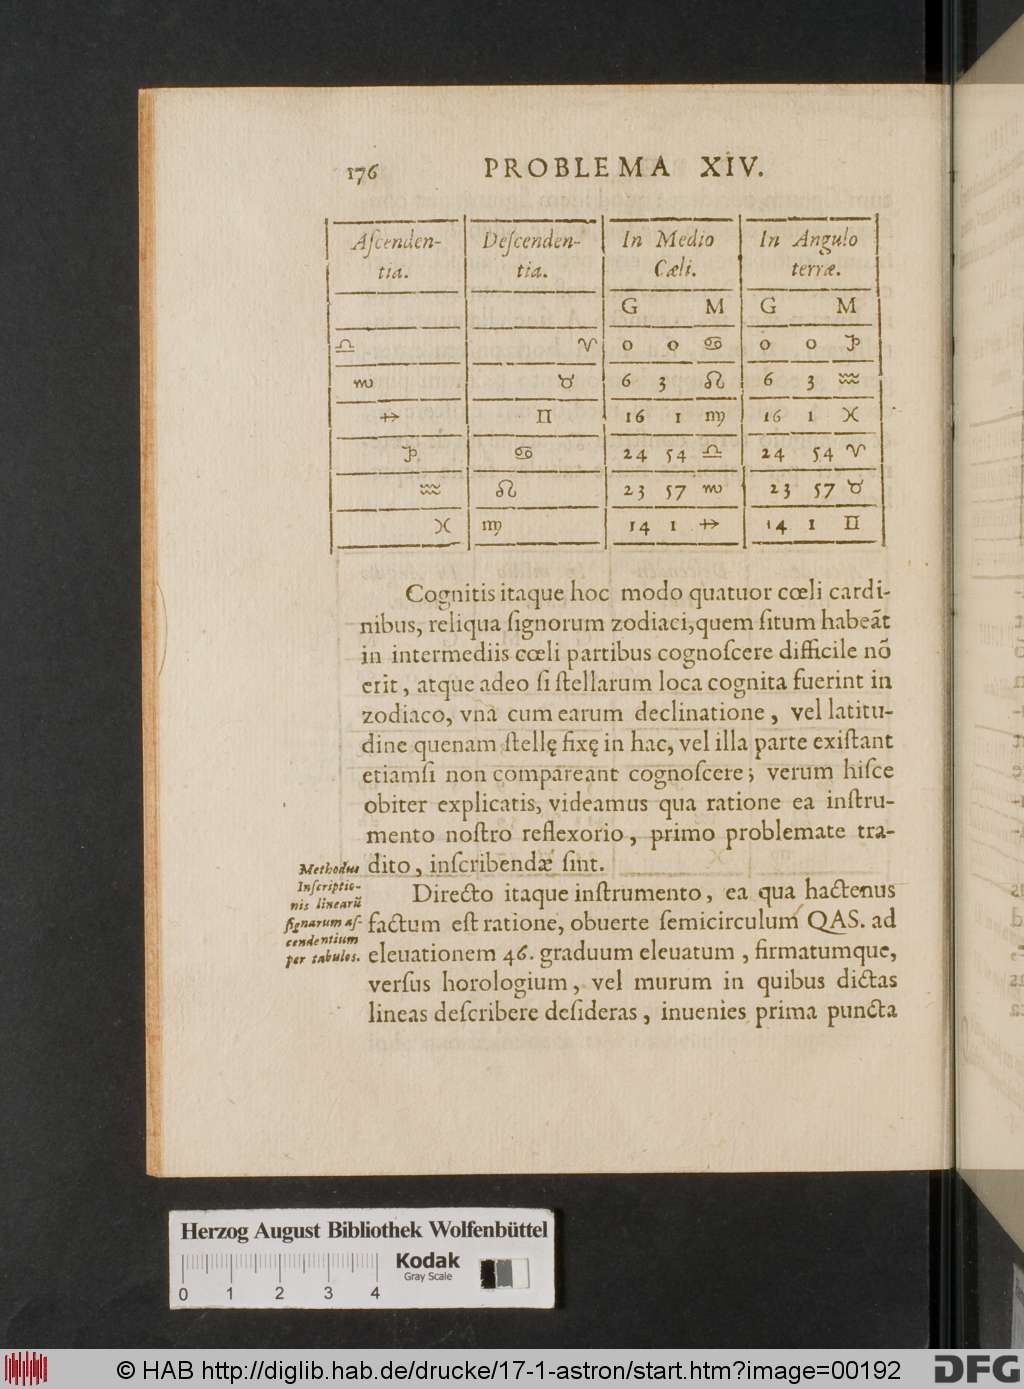 176 PROBLEMA XIV.
Aſcenden- Deſcenden- In Medio In Angulo
tia. tia. Cæli. terræ.
G M G M
♎ ♈ 0 0 ♋ 0 0 ♑
♏ ♉ 6 3 ♌ 6 3 ♒
♐ ♊ 16 1 ♍ 16 1 ♓
♑ ♋ 24 54 ♎ 24 54 ♈
♒ ♌ 23 57 ♏ 23 57 ♉
♓ ♍ 14 1 ♐ 14 1 ♊
Cognitis itaque hoc modo quatuor cœli cardi-
nibus, reliqua ſignorum zodiaci, quem ſitum habeãt
in intermediis cœli partibus cognoſcere difficile nõ
erit, atque adeo ſi ſtellarum loca cognita fuerint in
zodiaco, vna cum earum declinatione, vel latitu-
dine quenam ſtellę fixę in hac, vel illa parte exiſtant
etiamſi non compareant cognoſcere; verum hiſce
obiter explicatis, videamus qua ratione ea inſtru-
mento noſtro reflexorio, primo problemate tra-
dito, inſcribendæ ſint.
Methodus
Inſcriptio-
nis linearũ
ſignarum aſ-
cendentium
per tabulas.
Directo itaque inſtrumento, ea qua hactenus
factum eſt ratione, obuerte ſemicirculum QAS. ad
eleuationem 46. graduum eleuatum, firmatumque,
verſus horologium, vel murum in quibus dictas
lineas deſcribere deſideras, inuenies prima puncta
Herzog August Bibliothek Wolfenbüttel
Kodak
Gray Scale
0 1 2 3 4
© HAB http://diglib.hab.de/drucke/17-1-astron/start.htm?image=00192
DFG